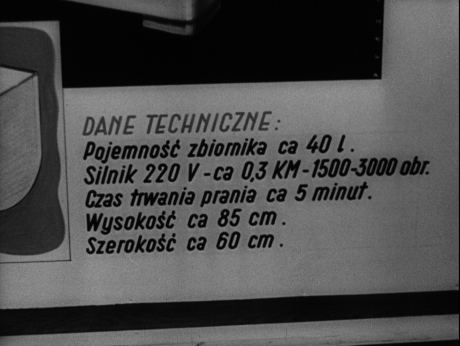 DANE TECHNICZNE:
Pojemność zbiornika ca 40 l.
Silnik 220 V - ca 0,3 KM - 1500-3000 obr.
Czas trwania prania ca 5 minut.
Wysokość ca 85 cm.
Szerokość ca 60 cm.